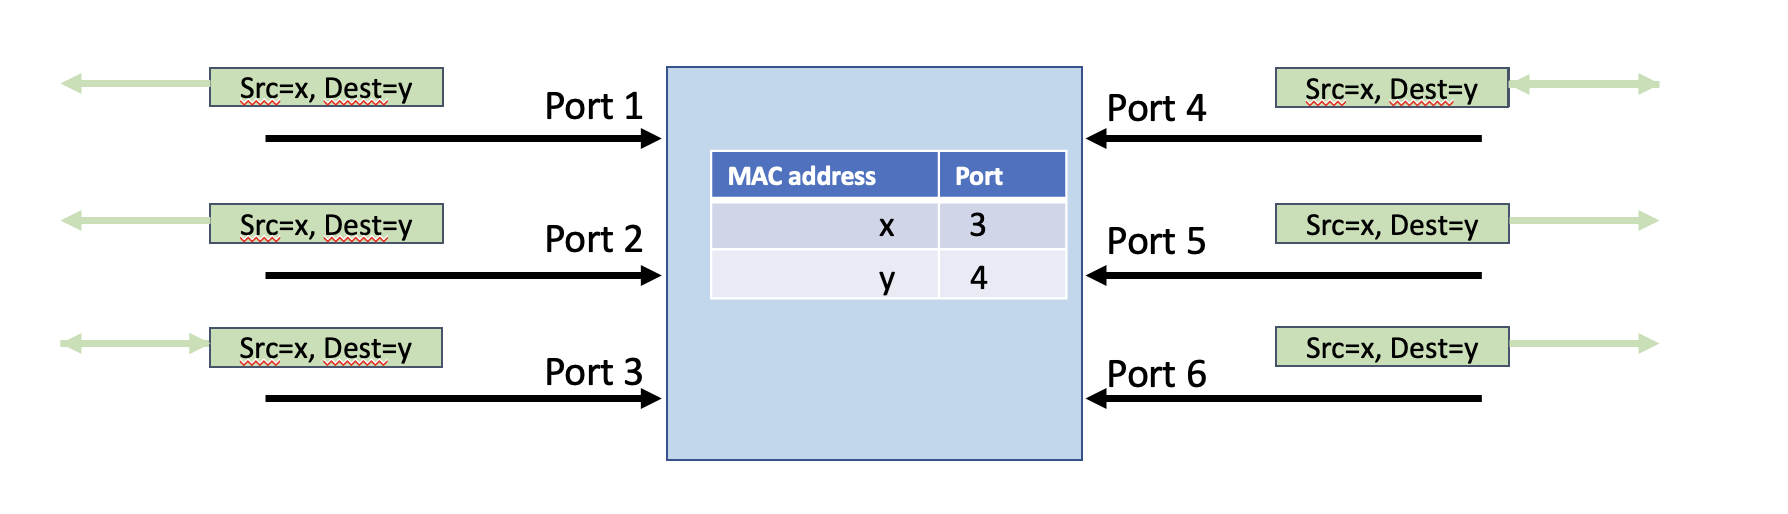 Src=x, Dest=y
Port 1
Src=x, Dest=y
Port 2
Src=x, Dest=y
Port 3
MAC address Port
x 3
y 4
Src=x, Dest=y
Port 4
Src=x, Dest=y
Port 5
Src=x, Dest=y
Port 6